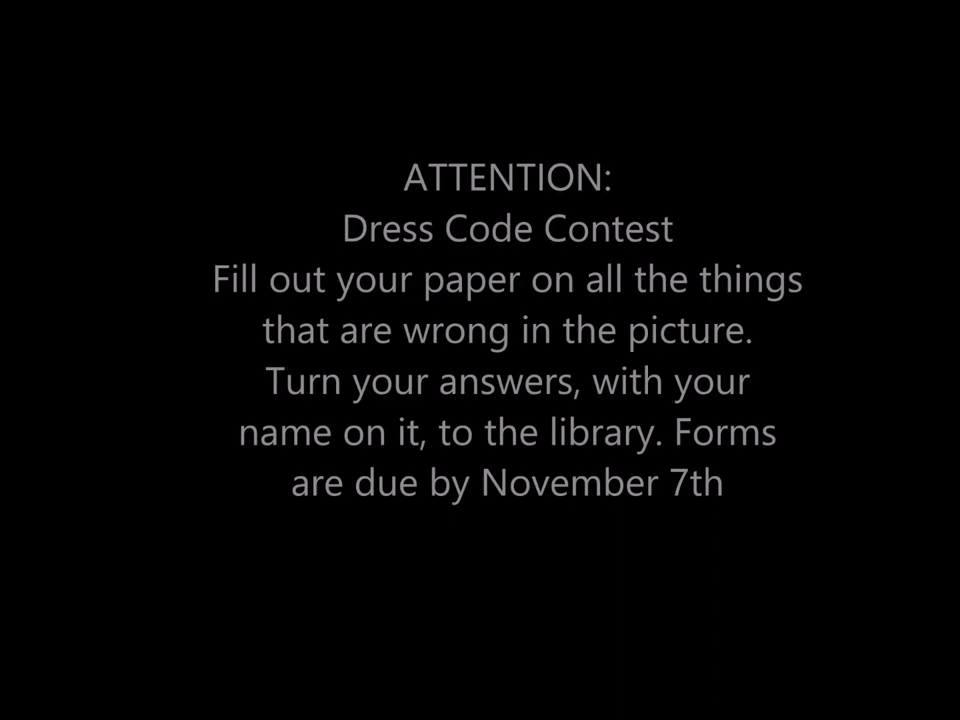 ATTENTION:
Dress Code Contest
Fill out your paper on all the things
that are wrong in the picture.
Turn your answers, with your
name on it, to the library. Forms
are due by November 7th